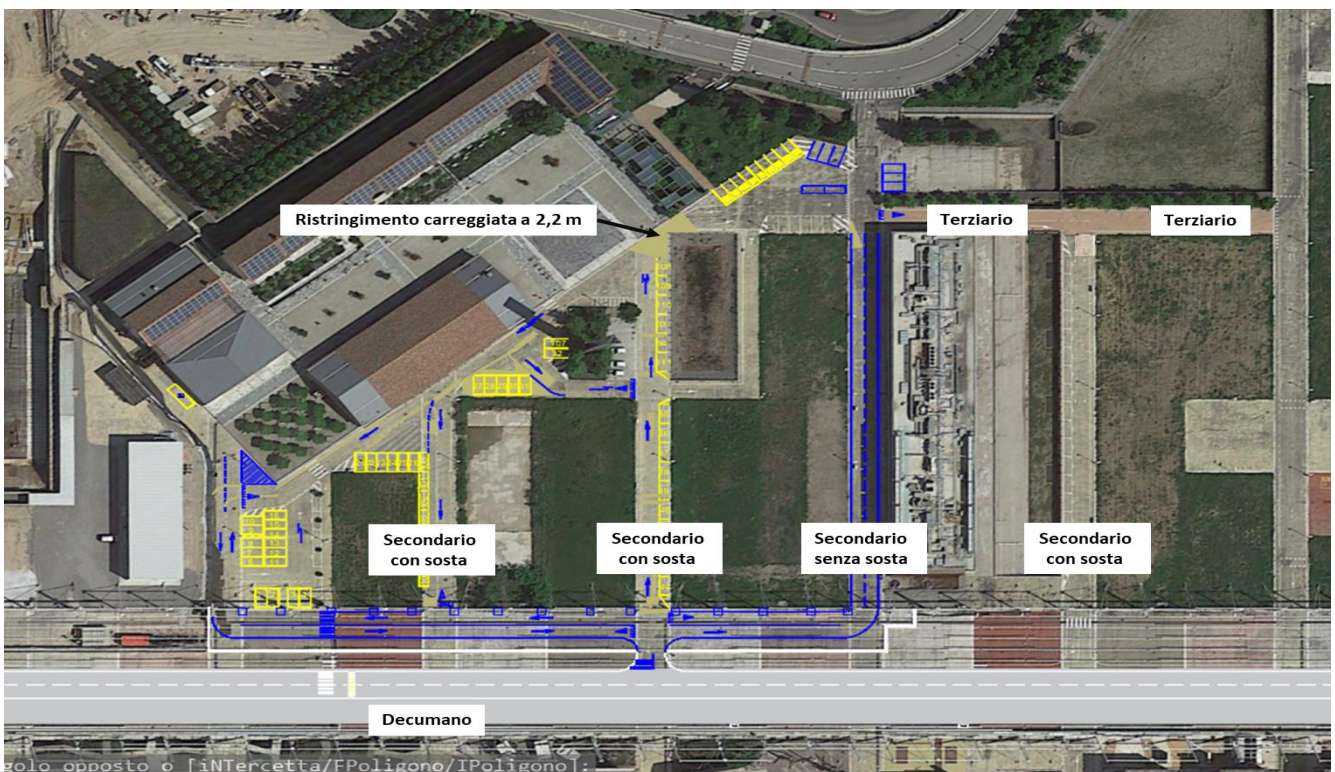 Ristringimento carreggiata a 2,2 m
Terziario
Terziario
Secondario
con sosta
Secondario
con sosta
Secondario
senza sosta
Secondario
con sosta
Decumano
golo opposto o [iNTercetta/FPoligono/IPoligono]: